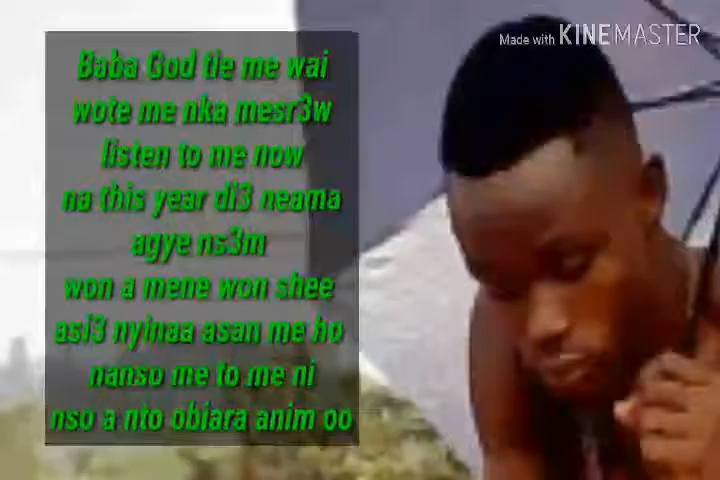 Made with KINEMASTER
Baba God tie me wai
wote me nka mesr3w
listen to me now
na this year di3 neama
agye ns3m
won a mene won shee
asi3 nyinaa asan me ho
nanso me to me ni
nso a nto obiara anim oo